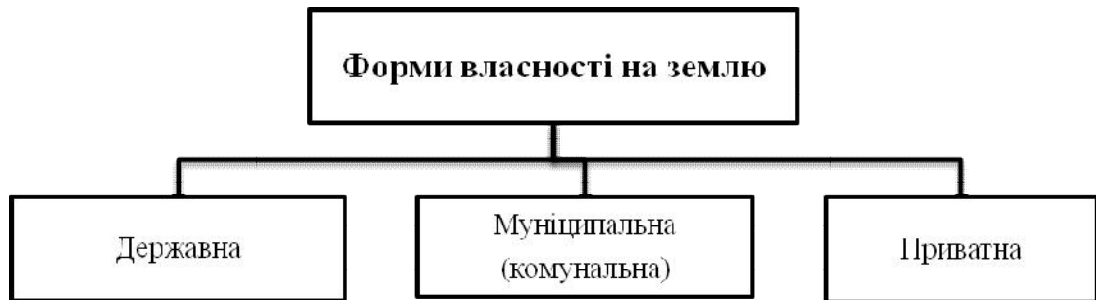 Форми власності на землю
Державна
Муніципальна
(комунальна)
Приватна